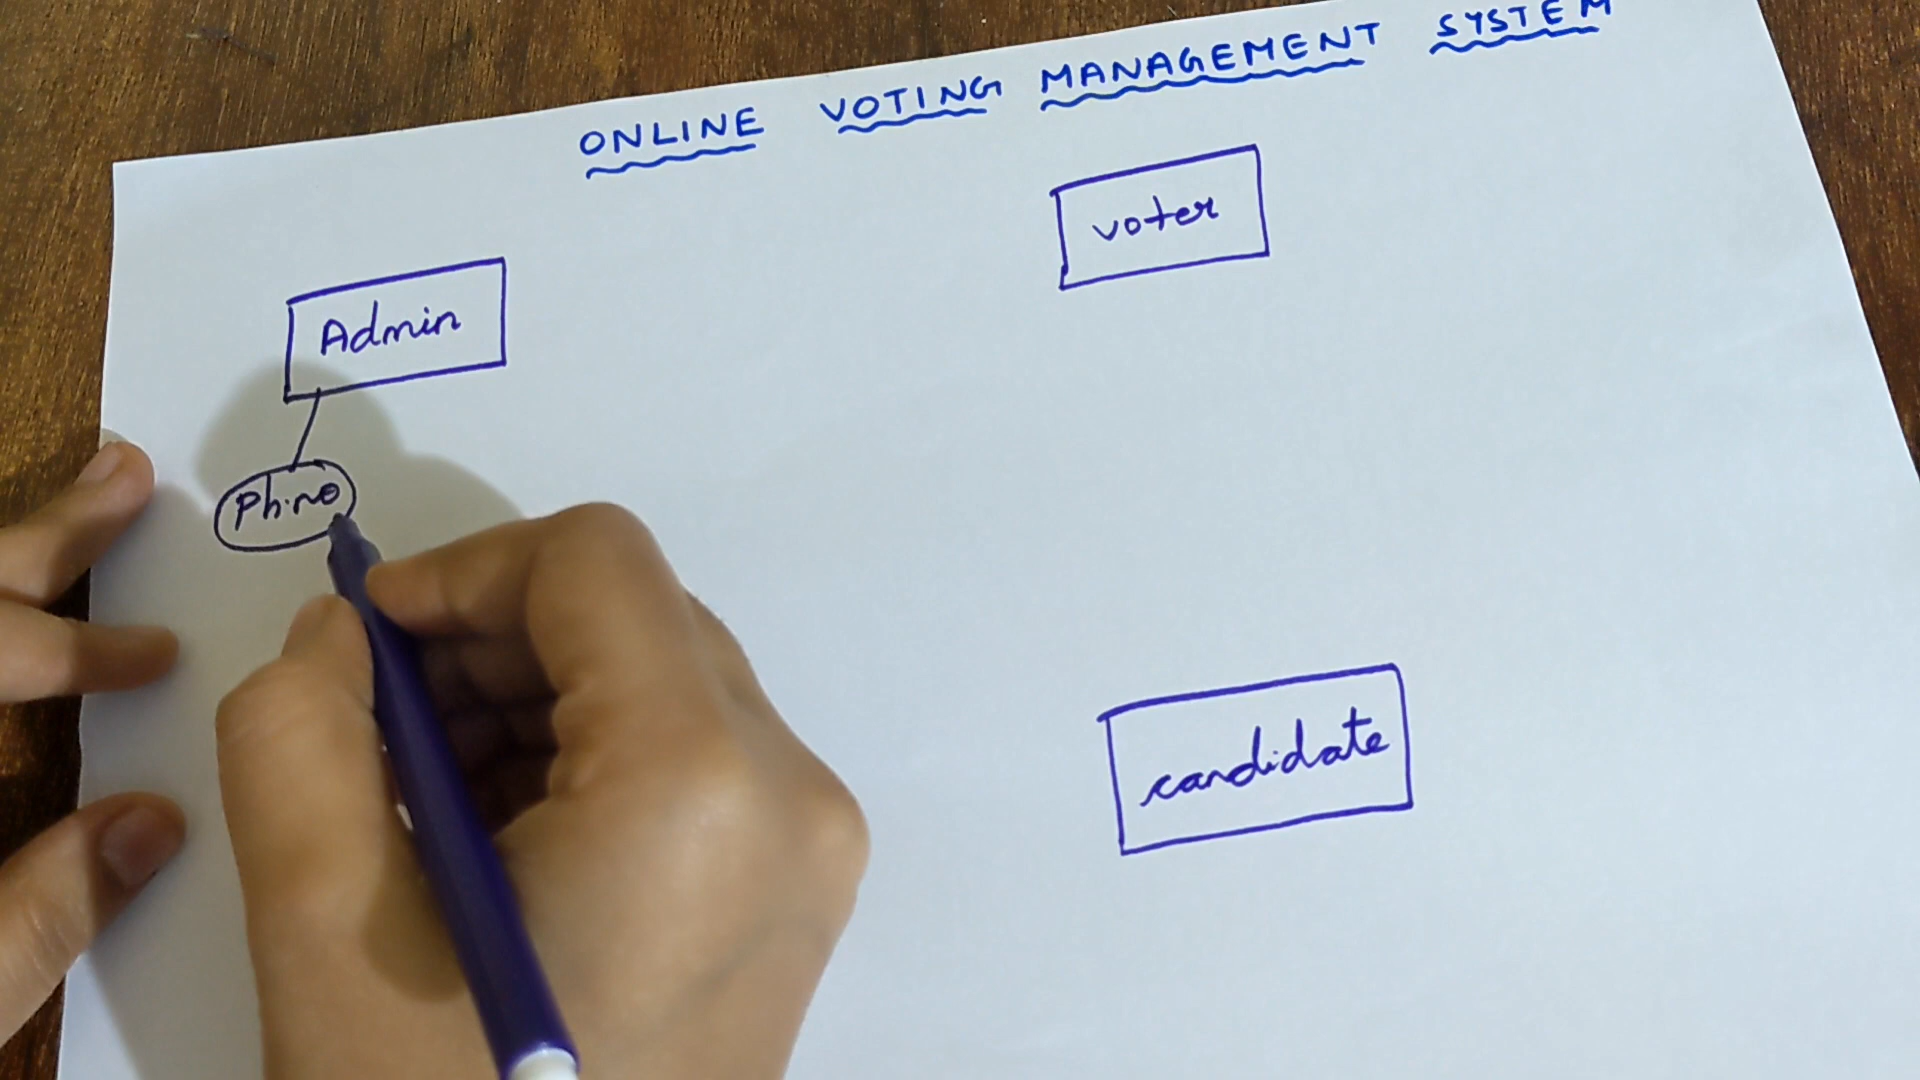 ONLINE VOTING MANAGEMENT SYSTEM
voter
Admin
Ph.no
candidate